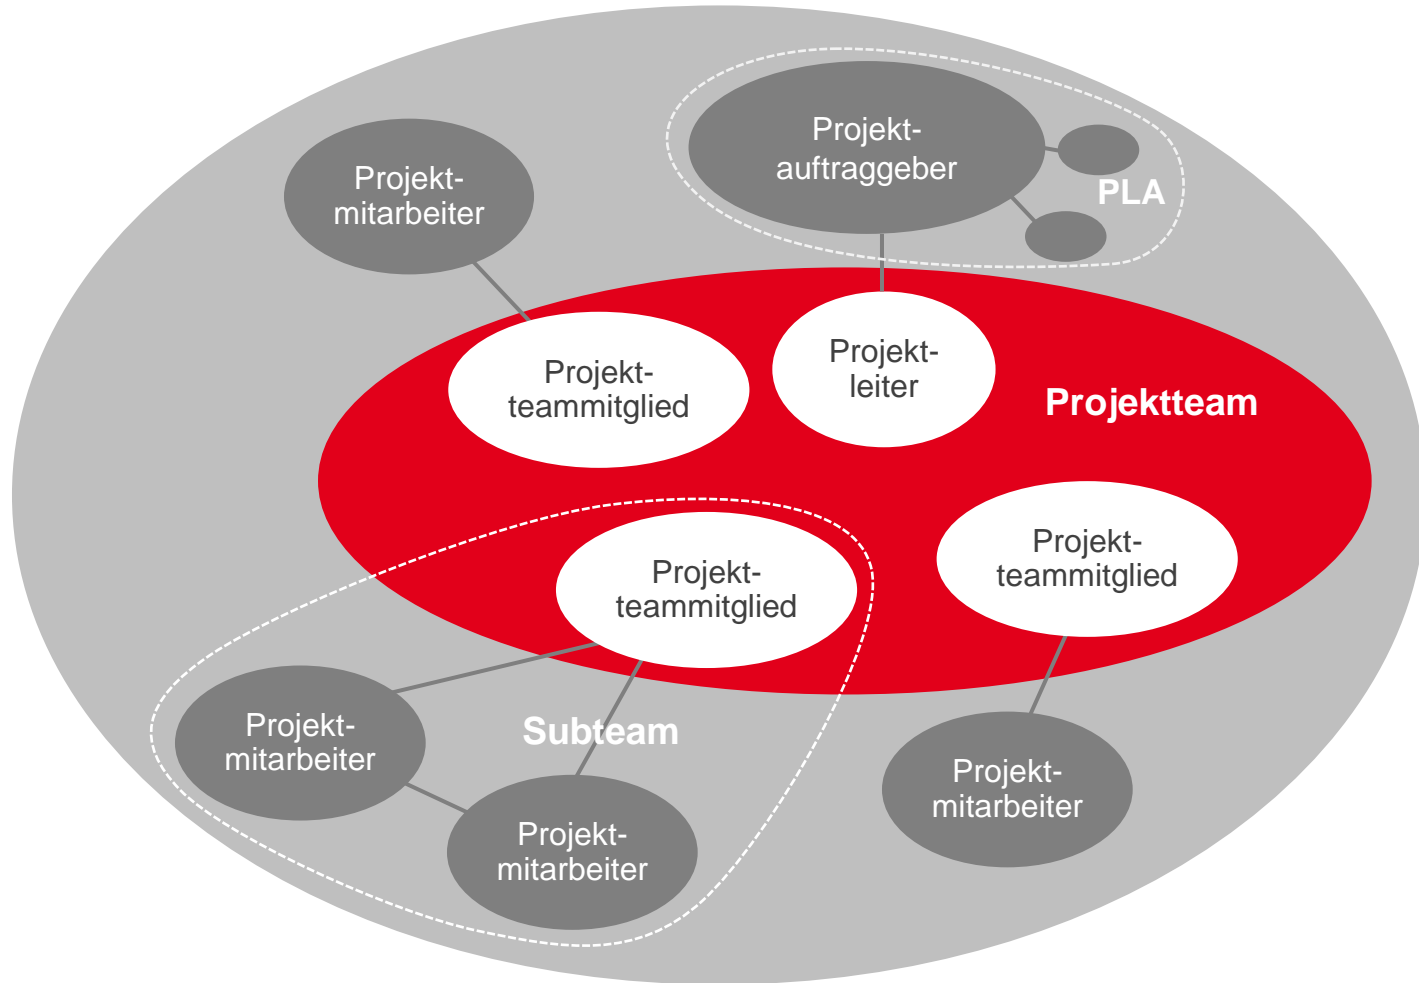 Projekt-
auftraggeber
PLA
Projekt-
mitarbeiter
Projekt-
teammitglied
Projekt-
leiter
Projektteam
Projekt-
teammitglied
Projekt-
teammitglied
Subteam
Projekt-
mitarbeiter
Projekt-
mitarbeiter
Projekt-
mitarbeiter